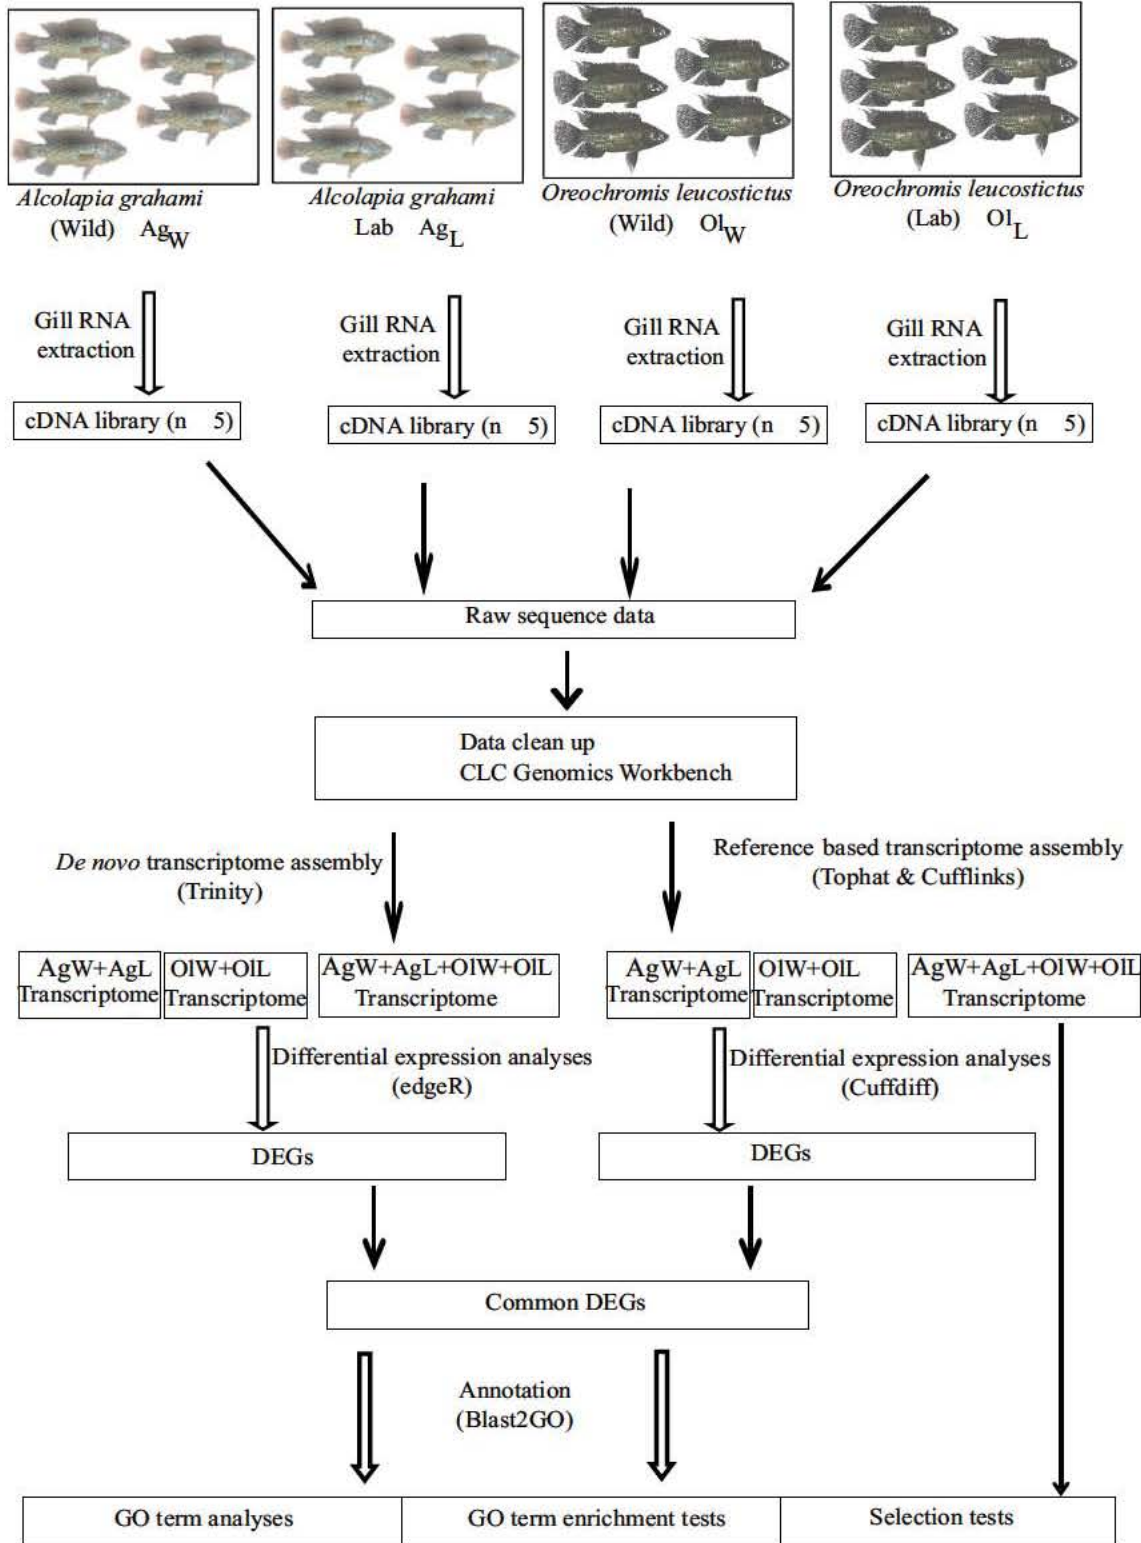 Alcolapia grahami
(Wild) AgW
Alcolapia grahami
Lab AgL
Oreochromis leucostictus
(Wild) OlW
Oreochromis leucostictus
(Lab) OlL
Gill RNA
extraction
Gill RNA
extraction
Gill RNA
extraction
Gill RNA
extraction
cDNA library (n 5)
cDNA library (n 5)
cDNA library (n 5)
cDNA library (n 5)
Raw sequence data
Data clean up
CLC Genomics Workbench
De novo transcriptome assembly
(Trinity)
Reference based transcriptome assembly
(Tophat & Cufflinks)
AgW+AgL
Transcriptome
OlW+OlL
Transcriptome
AgW+AgL+OlW+OlL
Transcriptome
AgW+AgL
Transcriptome
OlW+OlL
Transcriptome
AgW+AgL+OlW+OlL
Transcriptome
Differential expression analyses
(edgeR)
Differential expression analyses
(Cuffdiff)
DEGs
DEGs
Common DEGs
Annotation
(Blast2GO)
GO term analyses
GO term enrichment tests
Selection tests